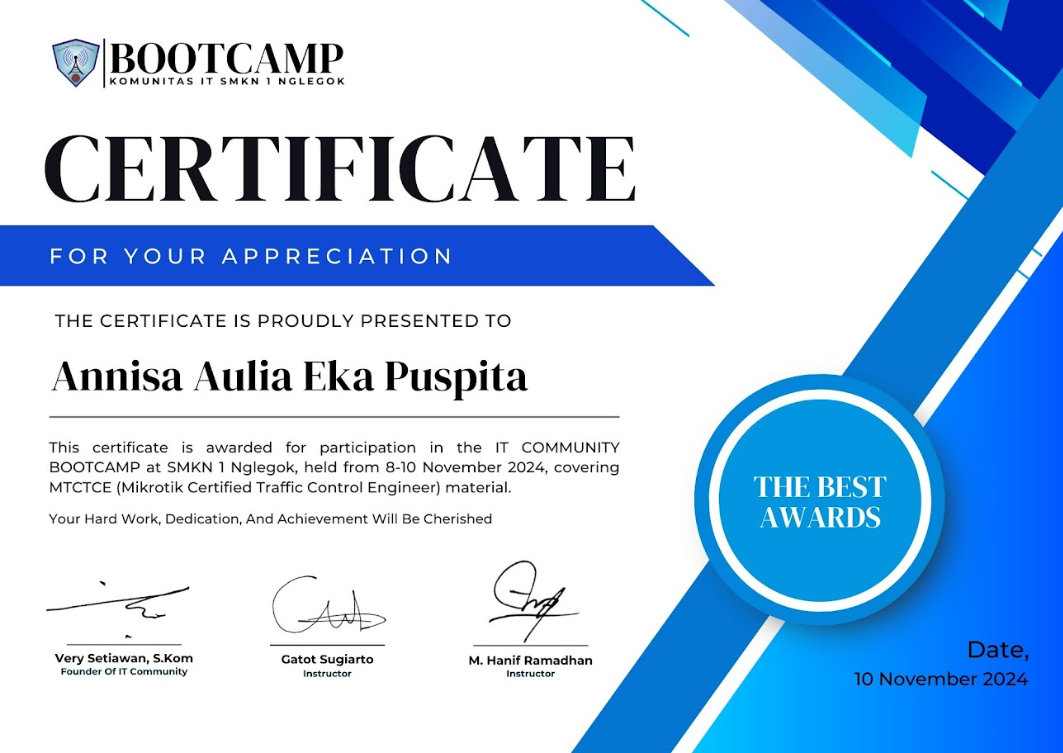 BOOTCAMP
KOMUNITAS IT SMKN 1 NGLEGOK
CERTIFICATE
FOR YOUR APPRECIATION
THE CERTIFICATE IS PROUDLY PRESENTED TO
Annisa Aulia Eka Puspita
This certificate is awarded for participation in the IT COMMUNITY
BOOTCAMP at SMKN 1 Nglegok, held from 8-10 November 2024, covering
MTCTCE (Mikrotik Certified Traffic Control Engineer) material.
Your Hard Work, Dedication, And Achievement Will Be Cherished
THE BEST
AWARDS
Very Setiawan, S.Kom
Founder Of IT Community
Gatot Sugiarto
Instructor
M. Hanif Ramadhan
Instructor
Date,
10 November 2024